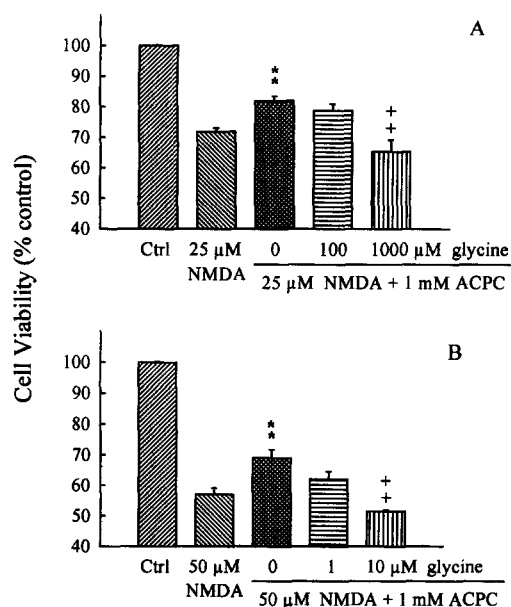 A
100
90
80
70
60
50
40
**
++
Ctrl 25 µM 0 100 1000 µM glycine
NMDA 25 µM NMDA + 1 mM ACPC
Cell Viability (% control)
B
100
90
80
70
60
50
40
**
++
Ctrl 50 µM 0 1 10 µM glycine
NMDA 50 µM NMDA + 1 mM ACPC